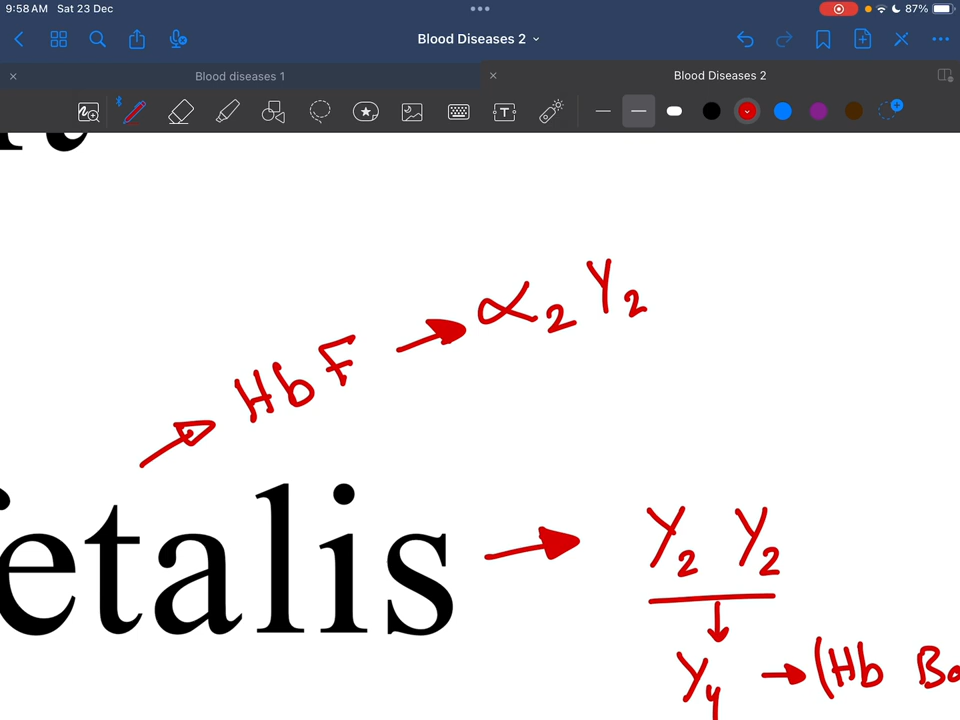 9:58 AM Sat 23 Dec
87%
Blood Diseases 2
Blood diseases 1
Blood Diseases 2
HbF → α2 γ2
etalis → γ2 γ2
γ4 → (Hb Ba